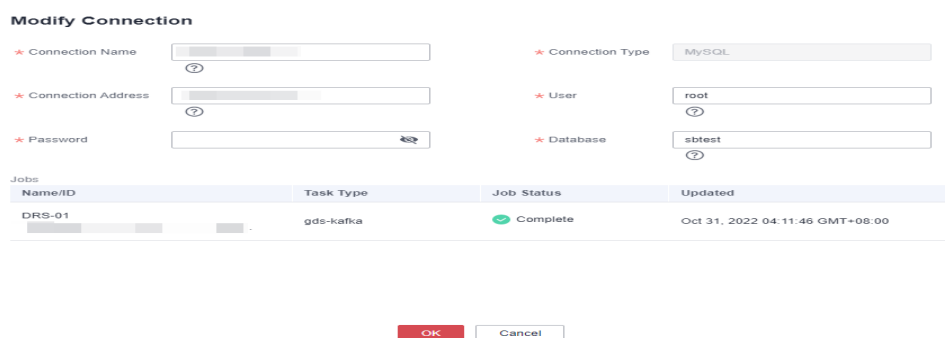 Modify Connection
* Connection Name
* Connection Type MySQL
* Connection Address
* User root
* Password
* Database sbtest
Jobs
Name/ID Task Type Job Status Updated
DRS-01
gds-kafka Complete Oct 31, 2022 04:11:46 GMT+08:00
OK Cancel